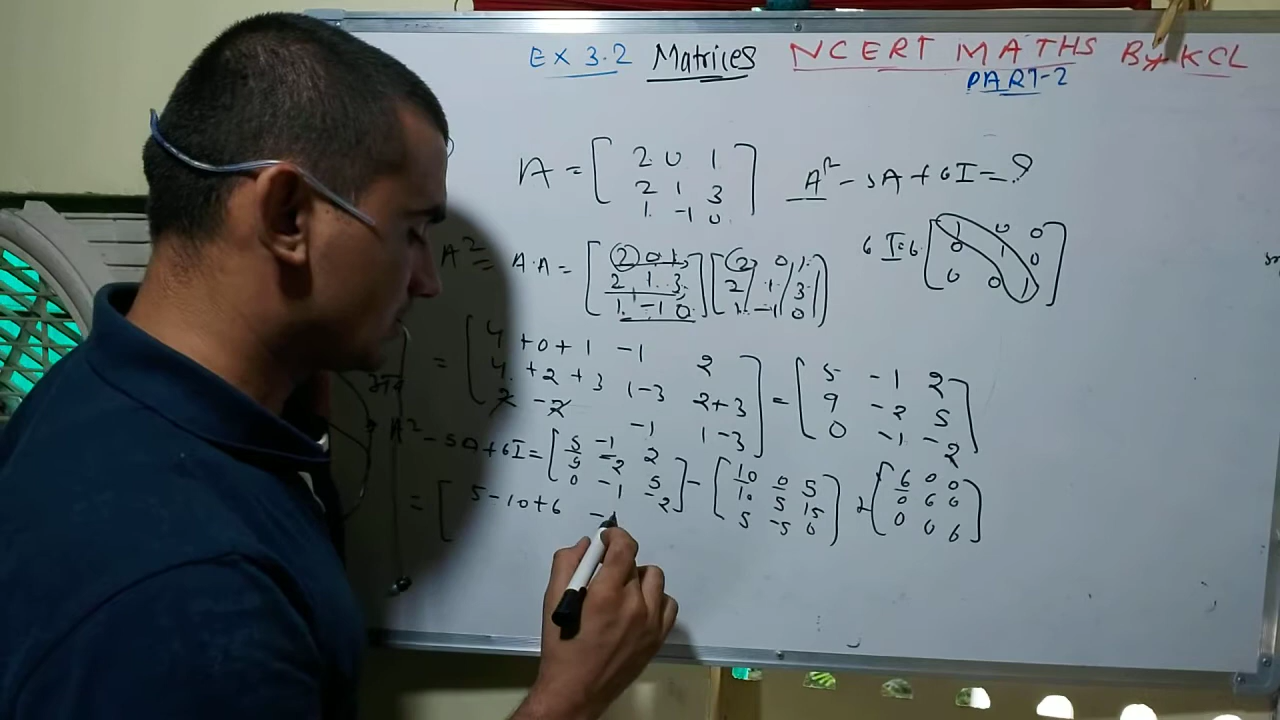 EX 3.2 Matrices NCERT MATHS By KCL
PART-2
A = [ 2 0 1 ] A² - 5A + 6I = ?
2 1 3
1 -1 0
A² = A.A = [ 2 0 1 ] [ 2 0 1 ] 6I = 6 [ 1 0 0 ]
2 1 3 2 1 3 0 1 0
1 -1 0 1 -1 0 0 0 1
= [ 4+0+1 -1 2 ] = [ 5 -1 2 ]
4+2+3 1-3 2+3 9 -2 5
2-2 -1 1-3 0 -1 -2
A² - 5A + 6I = [ 5 -1 2 ] - [ 10 0 5 ] + [ 6 0 0 ]
9 -2 5 10 5 15 0 6 0
0 -1 -2 5 -5 0 0 0 6
= [ 5-10+6 -1